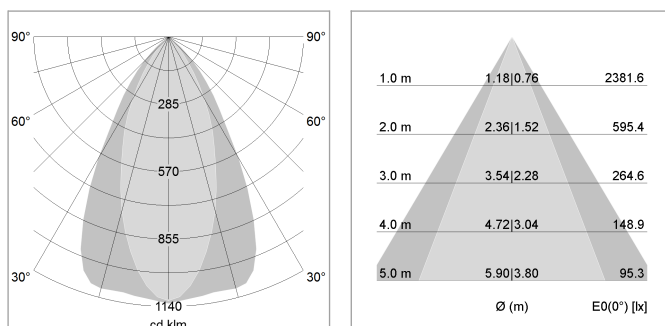 90° 90°
285
60° 60°
570
855
30° 30°
1140
cd klm
1.0 m 1.18|0.76 2381.6
2.0 m 2.36|1.52 595.4
3.0 m 3.54|2.28 264.6
4.0 m 4.72|3.04 148.9
5.0 m 5.90|3.80 95.3
Ø (m) E0(0°) [lx]